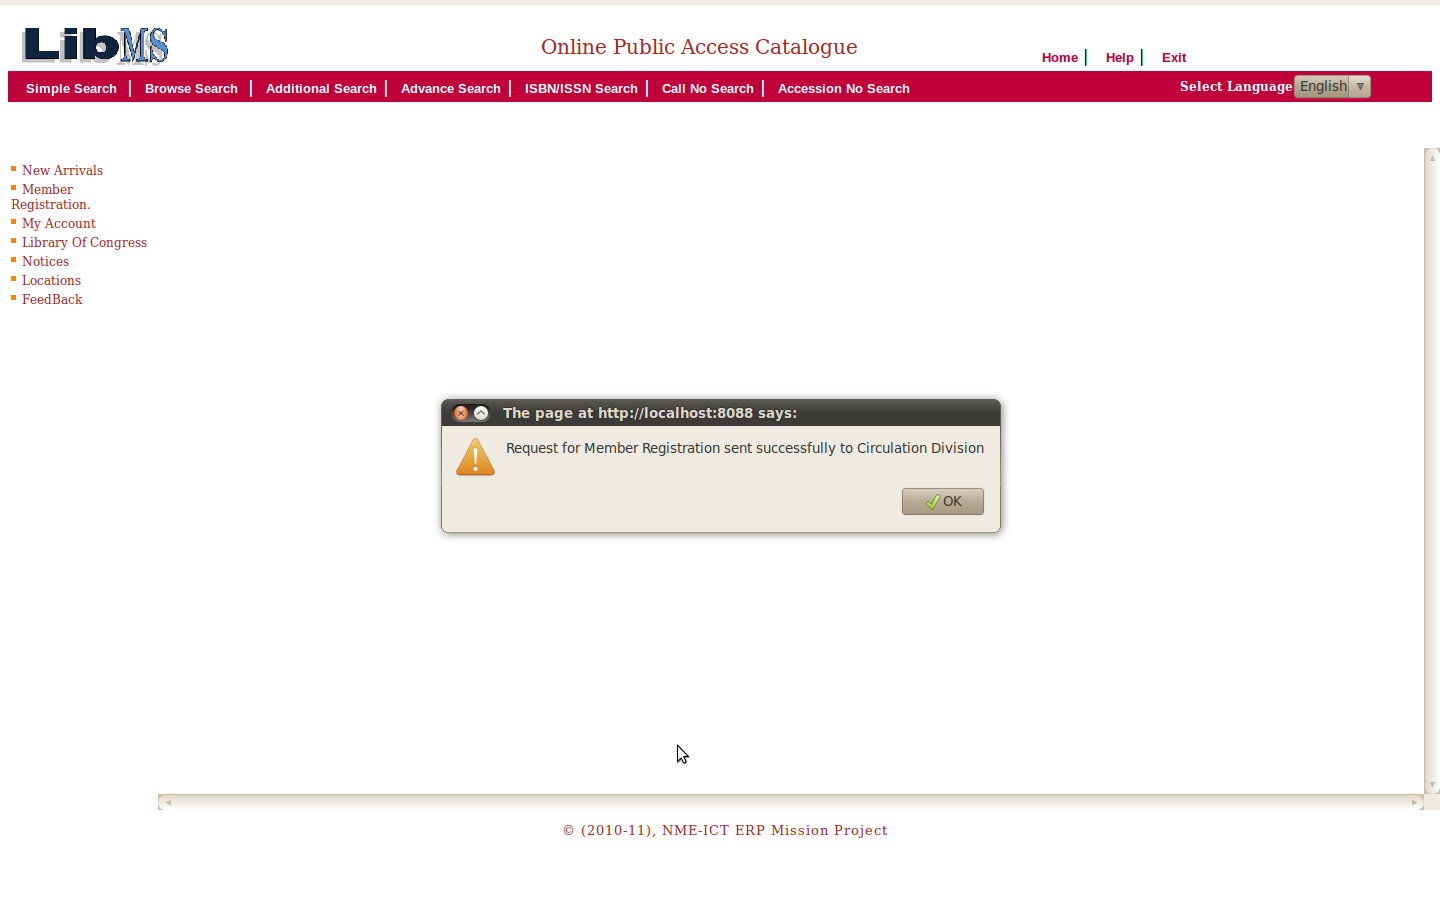 LibMS
Online Public Access Catalogue
Home Help Exit
Simple Search Browse Search Additional Search Advance Search ISBN/ISSN Search Call No Search Accession No Search Select Language English
New Arrivals
Member
Registration.
My Account
Library Of Congress
Notices
Locations
FeedBack
The page at http://localhost:8088 says:
Request for Member Registration sent successfully to Circulation Division
OK
© (2010-11), NME-ICT ERP Mission Project